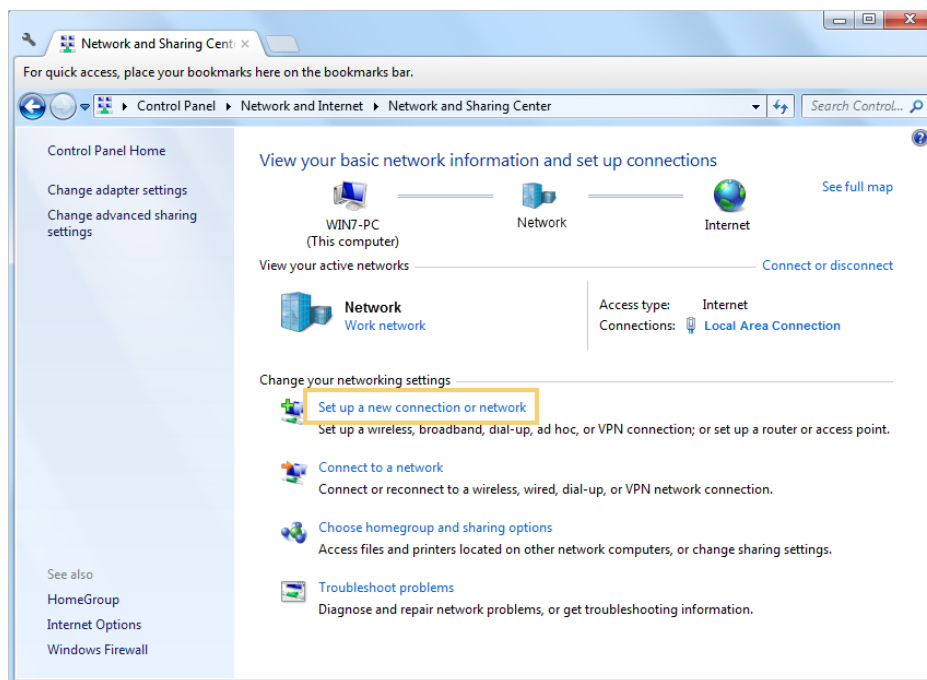 Network and Sharing Cent
For quick access, place your bookmarks here on the bookmarks bar.
Control Panel Network and Internet Network and Sharing Center
Search Control...
Control Panel Home
Change adapter settings
Change advanced sharing
settings
See also
HomeGroup
Internet Options
Windows Firewall
View your basic network information and set up connections
See full map
WIN7-PC
(This computer)
Network
Internet
View your active networks
Connect or disconnect
Network
Work network
Access type: Internet
Connections: Local Area Connection
Change your networking settings
Set up a new connection or network
Set up a wireless, broadband, dial-up, ad hoc, or VPN connection; or set up a router or access point.
Connect to a network
Connect or reconnect to a wireless, wired, dial-up, or VPN network connection.
Choose homegroup and sharing options
Access files and printers located on other network computers, or change sharing settings.
Troubleshoot problems
Diagnose and repair network problems, or get troubleshooting information.